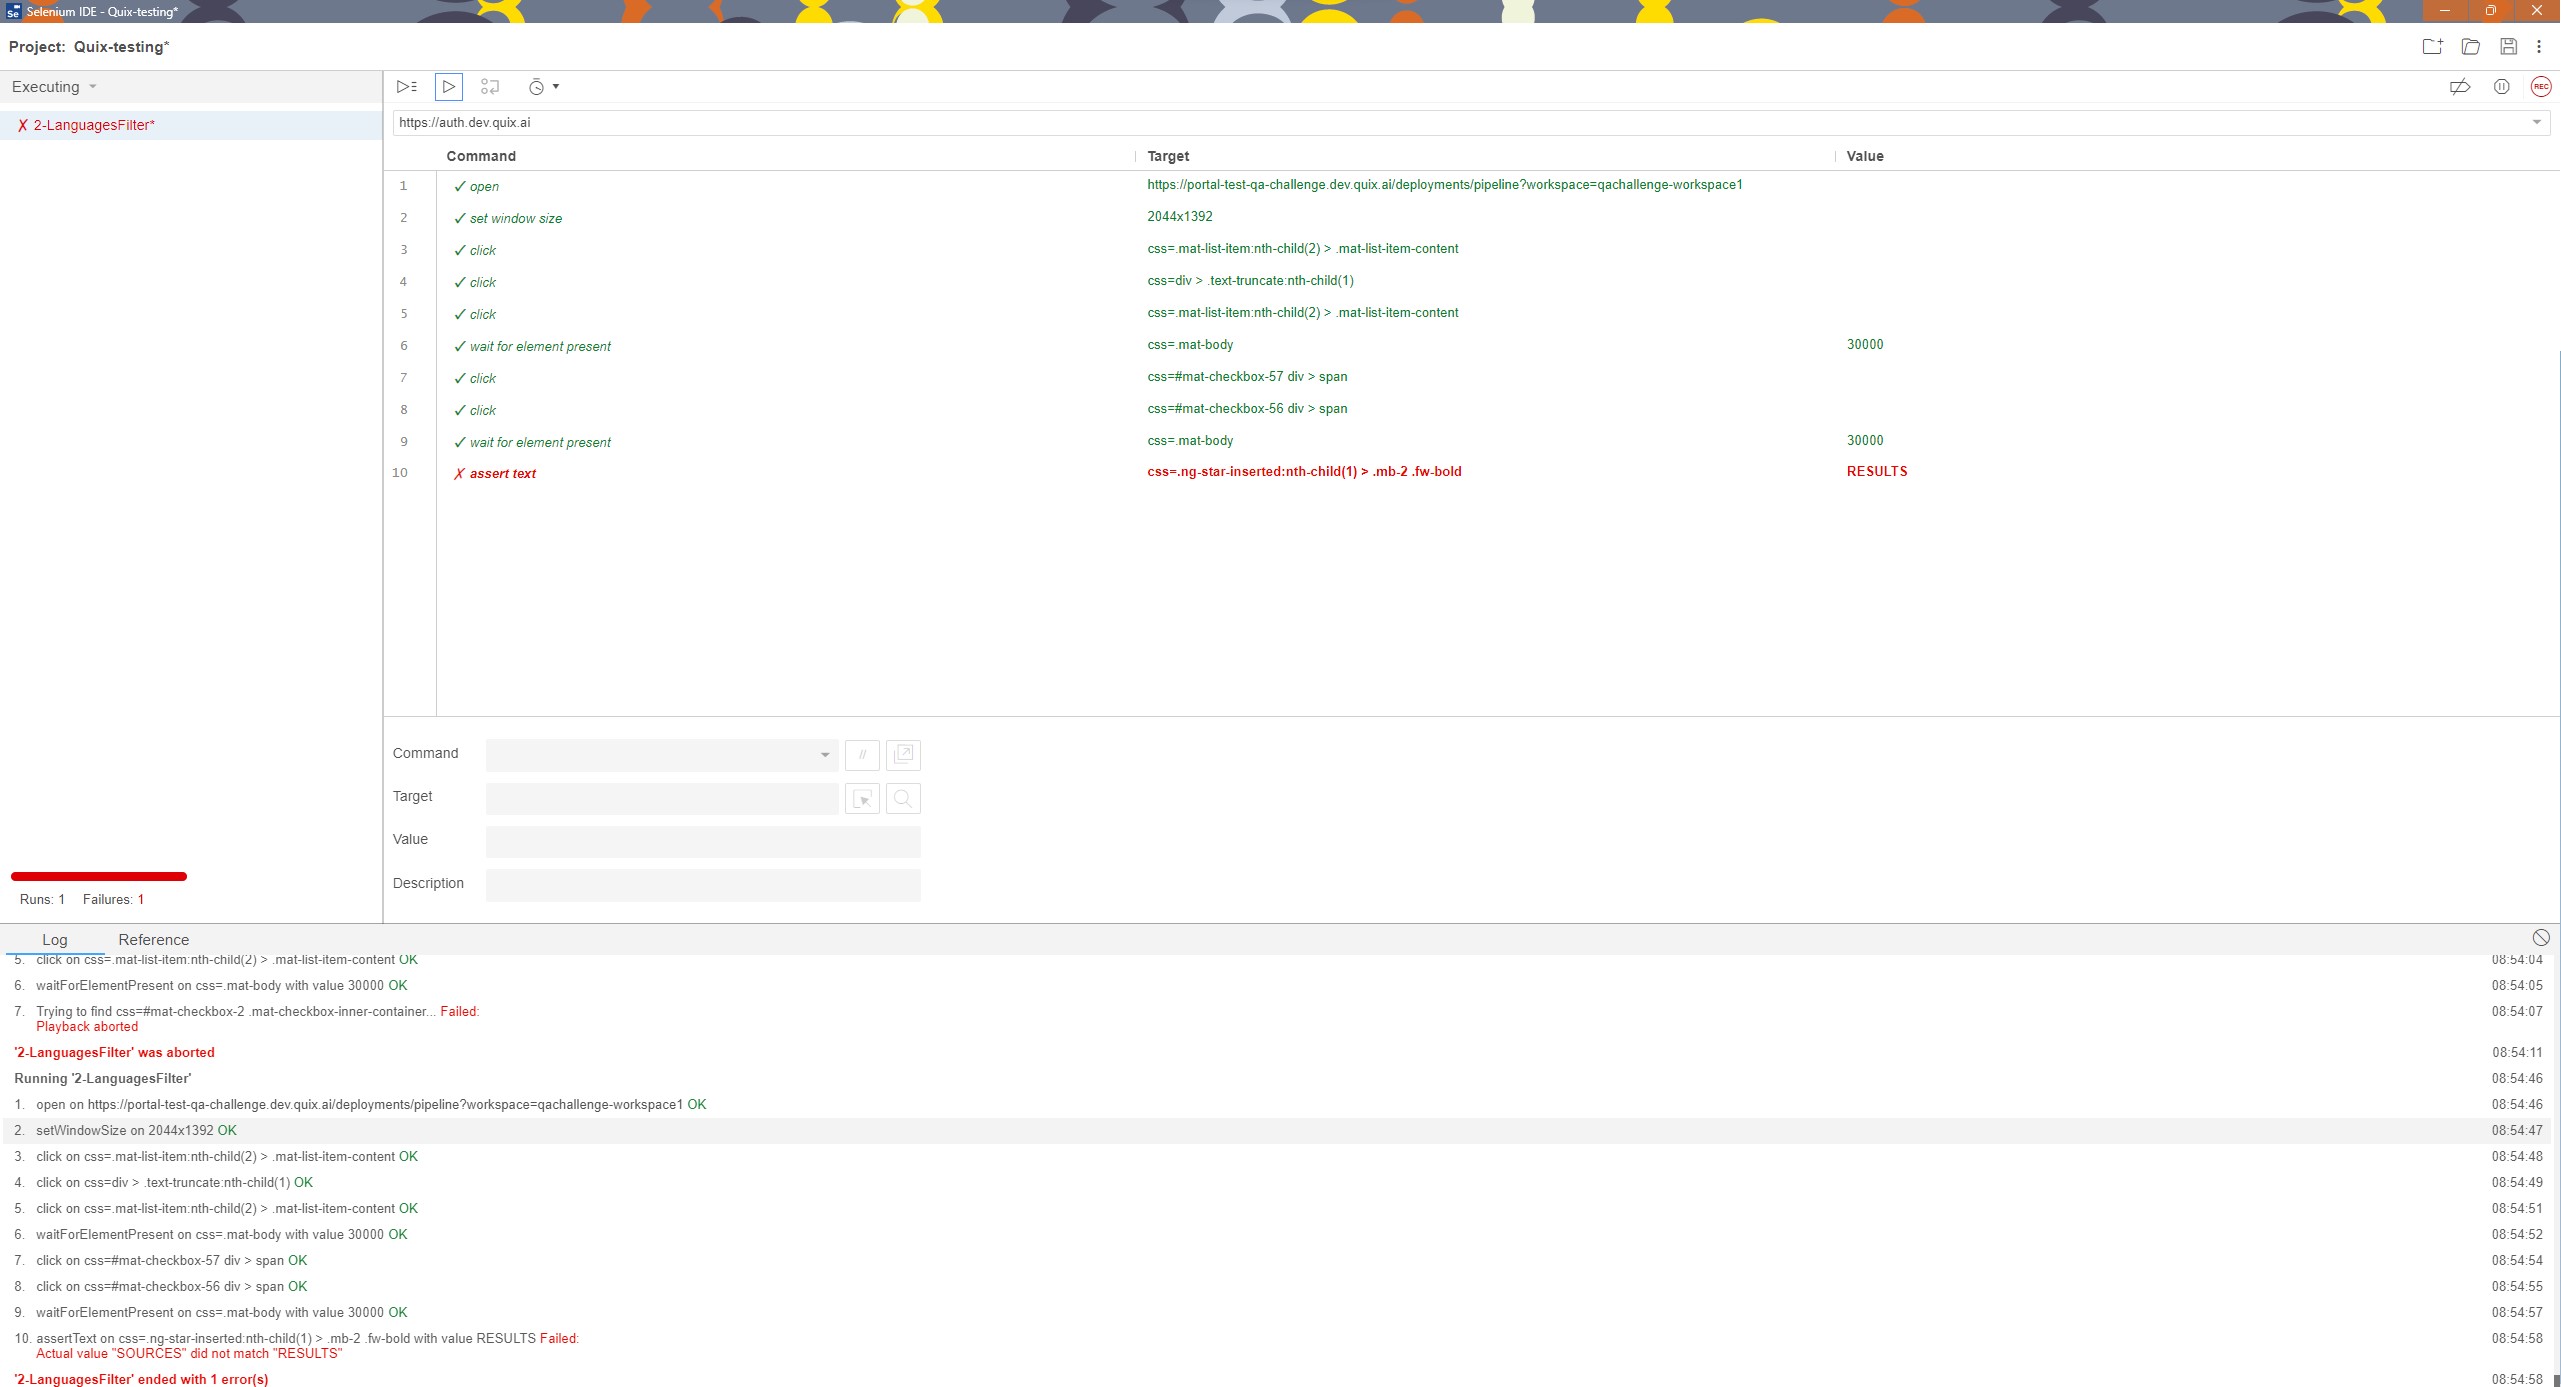 Selenium IDE - Quix-testing*
Project: Quix-testing*
Executing
✗ 2-LanguagesFilter*
Runs: 1 Failures: 1
REC
https://auth.dev.quix.ai
Command Target Value
1 ✓ open https://portal-test-qa-challenge.dev.quix.ai/deployments/pipeline?workspace=qachallenge-workspace1
2 ✓ set window size 2044x1392
3 ✓ click css=.mat-list-item:nth-child(2) > .mat-list-item-content
4 ✓ click css=div > .text-truncate:nth-child(1)
5 ✓ click css=.mat-list-item:nth-child(2) > .mat-list-item-content
6 ✓ wait for element present css=.mat-body 30000
7 ✓ click css=#mat-checkbox-57 div > span
8 ✓ click css=#mat-checkbox-56 div > span
9 ✓ wait for element present css=.mat-body 30000
10 ✗ assert text css=.ng-star-inserted:nth-child(1) > .mb-2 .fw-bold RESULTS
Command //
Target
Value
Description
Log Reference
5. click on css=.mat-list-item:nth-child(2) > .mat-list-item-content OK 08:54:04
6. waitForElementPresent on css=.mat-body with value 30000 OK 08:54:05
7. Trying to find css=#mat-checkbox-2 .mat-checkbox-inner-container... Failed: 08:54:07
Playback aborted
'2-LanguagesFilter' was aborted 08:54:11
Running '2-LanguagesFilter' 08:54:46
1. open on https://portal-test-qa-challenge.dev.quix.ai/deployments/pipeline?workspace=qachallenge-workspace1 OK 08:54:46
2. setWindowSize on 2044x1392 OK 08:54:47
3. click on css=.mat-list-item:nth-child(2) > .mat-list-item-content OK 08:54:48
4. click on css=div > .text-truncate:nth-child(1) OK 08:54:49
5. click on css=.mat-list-item:nth-child(2) > .mat-list-item-content OK 08:54:51
6. waitForElementPresent on css=.mat-body with value 30000 OK 08:54:52
7. click on css=#mat-checkbox-57 div > span OK 08:54:54
8. click on css=#mat-checkbox-56 div > span OK 08:54:55
9. waitForElementPresent on css=.mat-body with value 30000 OK 08:54:57
10. assertText on css=.ng-star-inserted:nth-child(1) > .mb-2 .fw-bold with value RESULTS Failed: 08:54:58
Actual value "SOURCES" did not match "RESULTS"
'2-LanguagesFilter' ended with 1 error(s) 08:54:58